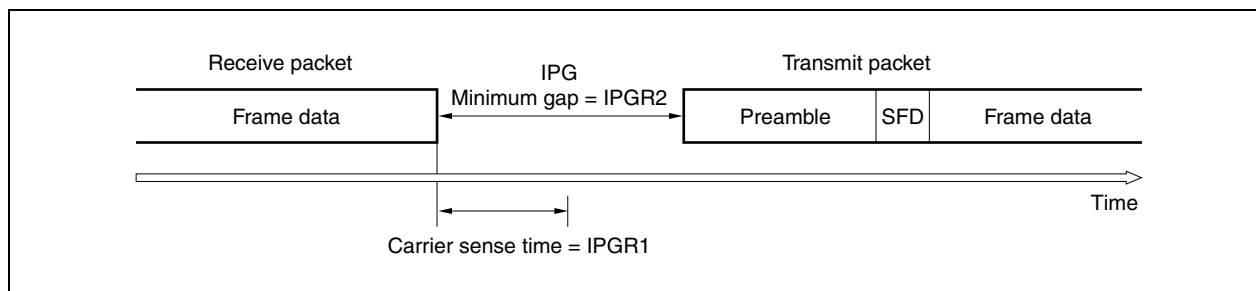 Receive packet
IPG
Minimum gap = IPGR2
Transmit packet
Frame data
Preamble
SFD
Frame data
Time
Carrier sense time = IPGR1